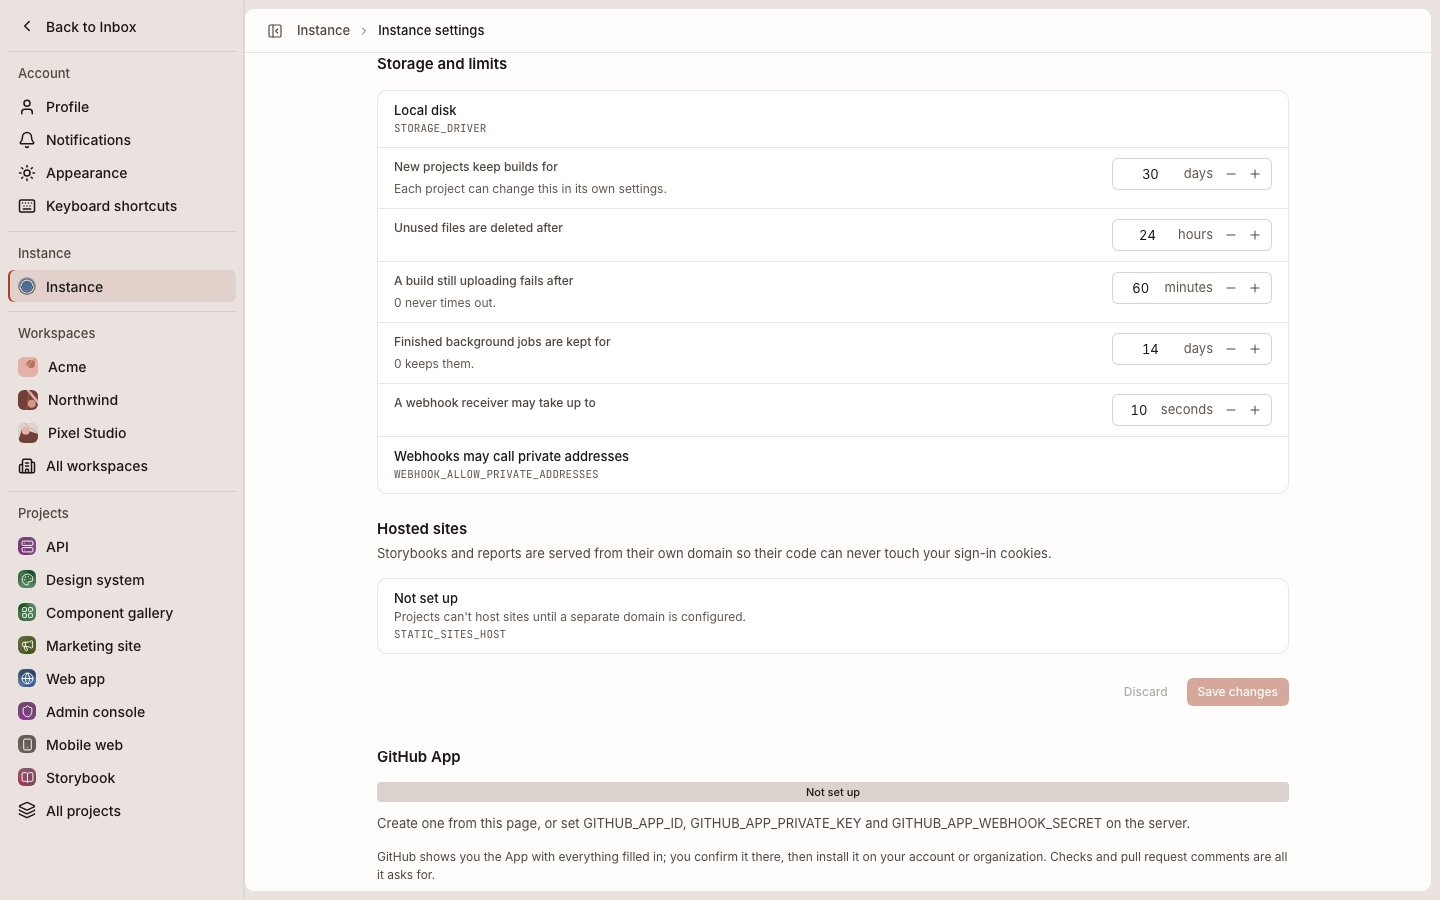 Back to Inbox
Account
Profile
Notifications
Appearance
Keyboard shortcuts
Instance
Instance
Workspaces
Acme
Northwind
Pixel Studio
All workspaces
Projects
API
Design system
Component gallery
Marketing site
Web app
Admin console
Mobile web
Storybook
All projects
Instance > Instance settings
Storage and limits
Local disk
STORAGE_DRIVER
New projects keep builds for
Each project can change this in its own settings.
30 days − +
Unused files are deleted after
24 hours − +
A build still uploading fails after
0 never times out.
60 minutes − +
Finished background jobs are kept for
0 keeps them.
14 days − +
A webhook receiver may take up to
10 seconds − +
Webhooks may call private addresses
WEBHOOK_ALLOW_PRIVATE_ADDRESSES
Hosted sites
Storybooks and reports are served from their own domain so their code can never touch your sign-in cookies.
Not set up
Projects can't host sites until a separate domain is configured.
STATIC_SITES_HOST
Discard Save changes
GitHub App
Not set up
Create one from this page, or set GITHUB_APP_ID, GITHUB_APP_PRIVATE_KEY and GITHUB_APP_WEBHOOK_SECRET on the server.
GitHub shows you the App with everything filled in; you confirm it there, then install it on your account or organization. Checks and pull request comments are all
it asks for.